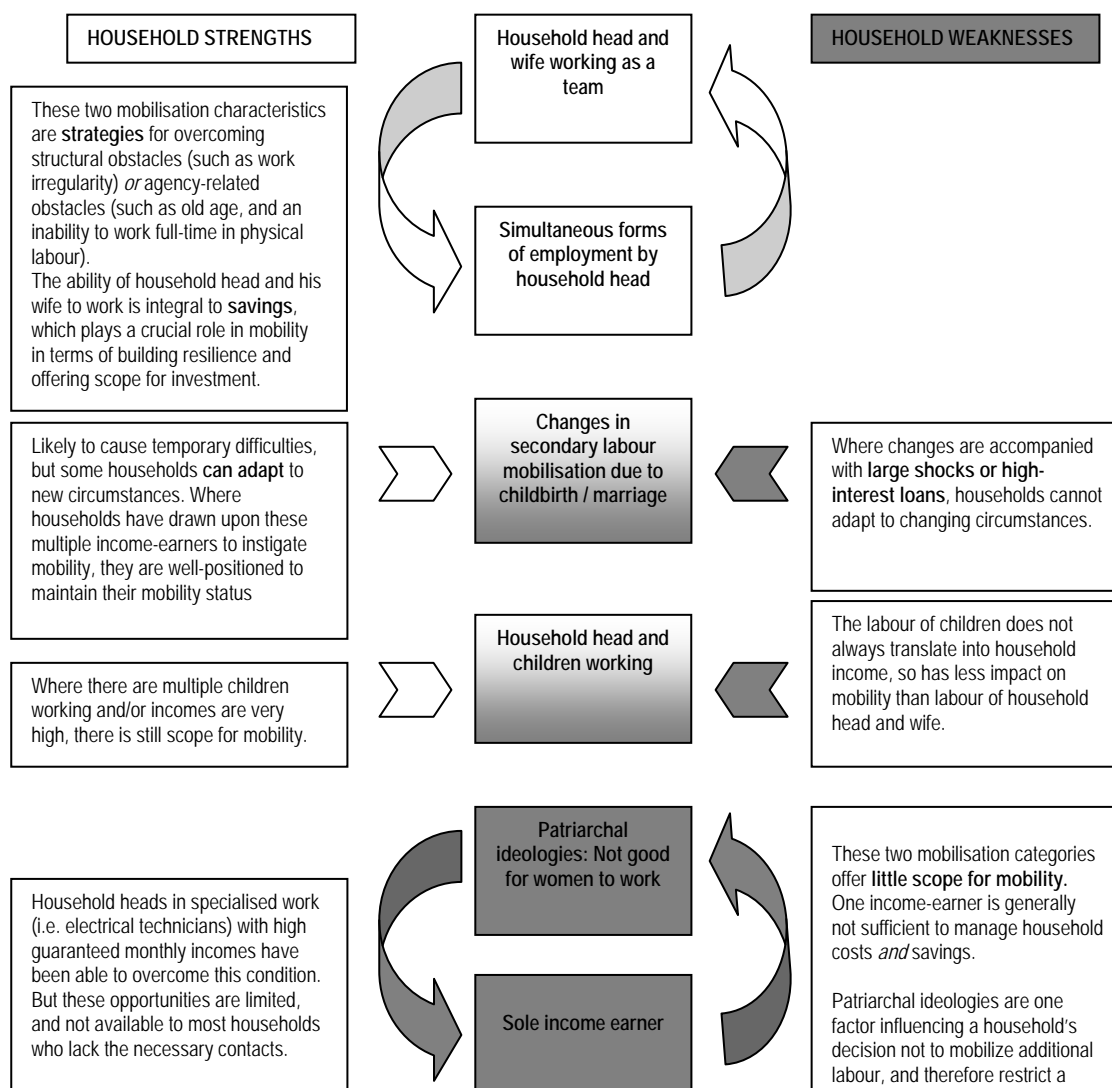 HOUSEHOLD STRENGTHS
These two mobilisation characteristics
are strategies for overcoming
structural obstacles (such as work
irregularity) or agency-related
obstacles (such as old age, and an
inability to work full-time in physical
labour).
The ability of household head and his
wife to work is integral to savings,
which plays a crucial role in mobility
in terms of building resilience and
offering scope for investment.
Likely to cause temporary difficulties,
but some households can adapt to
new circumstances. Where
households have drawn upon these
multiple income-earners to instigate
mobility, they are well-positioned to
maintain their mobility status
Where there are multiple children
working and/or incomes are very
high, there is still scope for mobility.
Household heads in specialised work
(i.e. electrical technicians) with high
guaranteed monthly incomes have
been able to overcome this condition.
But these opportunities are limited,
and not available to most households
who lack the necessary contacts.
Household head and
wife working as a
team
Simultaneous forms
of employment by
household head
Changes in
secondary labour
mobilisation due to
childbirth / marriage
Household head and
children working
Patriarchal
ideologies: Not good
for women to work
Sole income earner
HOUSEHOLD WEAKNESSES
Where changes are accompanied
with large shocks or high-
interest loans, households cannot
adapt to changing circumstances.
The labour of children does not
always translate into household
income, so has less impact on
mobility than labour of household
head and wife.
These two mobilisation categories
offer little scope for mobility.
One income-earner is generally
not sufficient to manage household
costs and savings.
Patriarchal ideologies are one
factor influencing a household's
decision not to mobilize additional
labour, and therefore restrict a